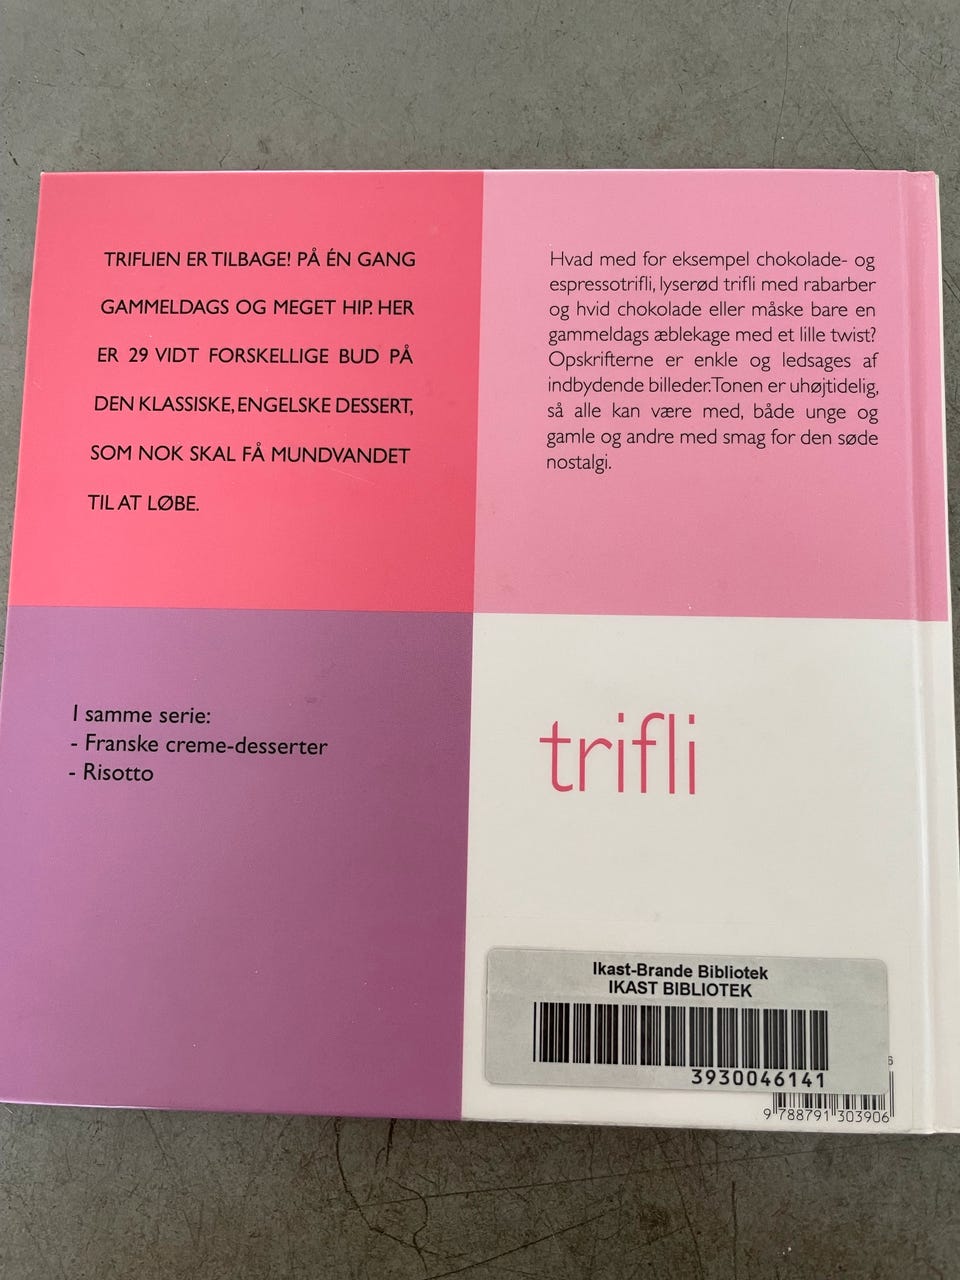 TRIFLIEN ER TILBAGE! PÅ ÉN GANG
GAMMELDAGS OG MEGET HIP. HER
ER 29 VIDT FORSKELLIGE BUD PÅ
DEN KLASSISKE, ENGELSKE DESSERT,
SOM NOK SKAL FÅ MUNDVANDET
TIL AT LØBE.
Hvad med for eksempel chokolade- og
espressotrifli, lyserød trifli med rabarber
og hvid chokolade eller måske bare en
gammeldags æblekage med et lille twist?
Opskrifterne er enkle og ledsages af
indbydende billeder. Tonen er uhøjtidelig,
så alle kan være med, både unge og
gamle og andre med smag for den søde
nostalgi.
I samme serie:
- Franske creme-desserter
- Risotto
trifli
Ikast-Brande Bibliotek
IKAST BIBLIOTEK
3930046141
6
9 788791 303906